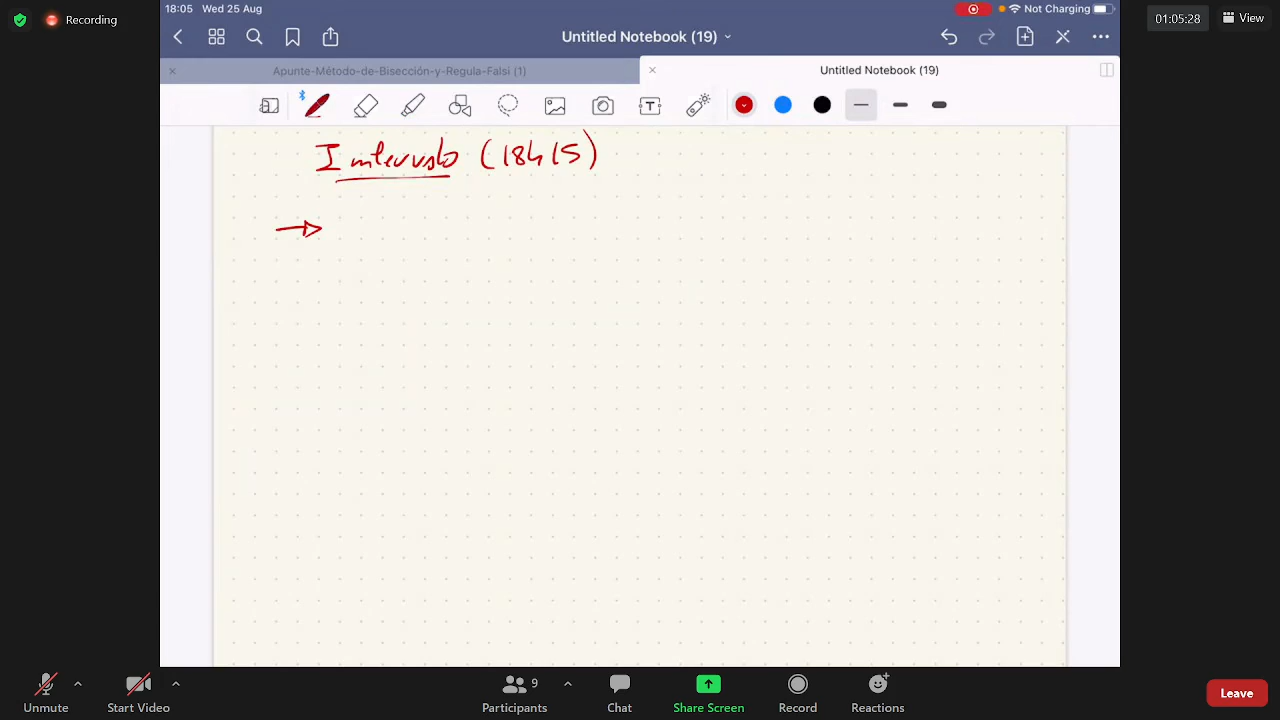 18:05 Wed 25 Aug
Not Charging
Recording
01:05:28
View
Untitled Notebook (19)
Apunte-Método-de-Bisección-y-Regula-Falsi (1)
Untitled Notebook (19)
T
Intervalo (18h15)
Unmute
Start Video
9
Participants
Chat
Share Screen
Record
Reactions
Leave